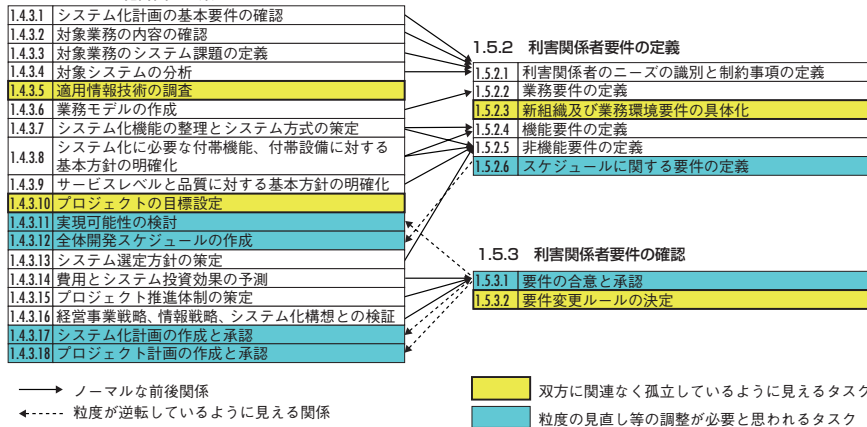 1.4.3.1 システム化計画の基本要件の確認
1.4.3.2 対象業務の内容の確認
1.4.3.3 対象業務のシステム課題の定義
1.4.3.4 対象システムの分析
1.4.3.5 適用情報技術の調査
1.4.3.6 業務モデルの作成
1.4.3.7 システム化機能の整理とシステム方式の策定
1.4.3.8 システム化に必要な付帯機能、付帯設備に対する
基本方針の明確化
1.4.3.9 サービスレベルと品質に対する基本方針の明確化
1.4.3.10 プロジェクトの目標設定
1.4.3.11 実現可能性の検討
1.4.3.12 全体開発スケジュールの作成
1.4.3.13 システム選定方針の策定
1.4.3.14 費用とシステム投資効果の予測
1.4.3.15 プロジェクト推進体制の策定
1.4.3.16 経営事業戦略、情報戦略、システム化構想との検証
1.4.3.17 システム化計画の作成と承認
1.4.3.18 プロジェクト計画の作成と承認
1.5.2 利害関係者要件の定義
1.5.2.1 利害関係者のニーズの識別と制約事項の定義
1.5.2.2 業務要件の定義
1.5.2.3 新組織及び業務環境要件の具体化
1.5.2.4 機能要件の定義
1.5.2.5 非機能要件の定義
1.5.2.6 スケジュールに関する要件の定義
1.5.3 利害関係者要件の確認
1.5.3.1 要件の合意と承認
1.5.3.2 要件変更ルールの決定
ノーマルな前後関係
粒度が逆転しているように見える関係
双方に関連なく孤立しているように見えるタスク
粒度の見直し等の調整が必要と思われるタスク